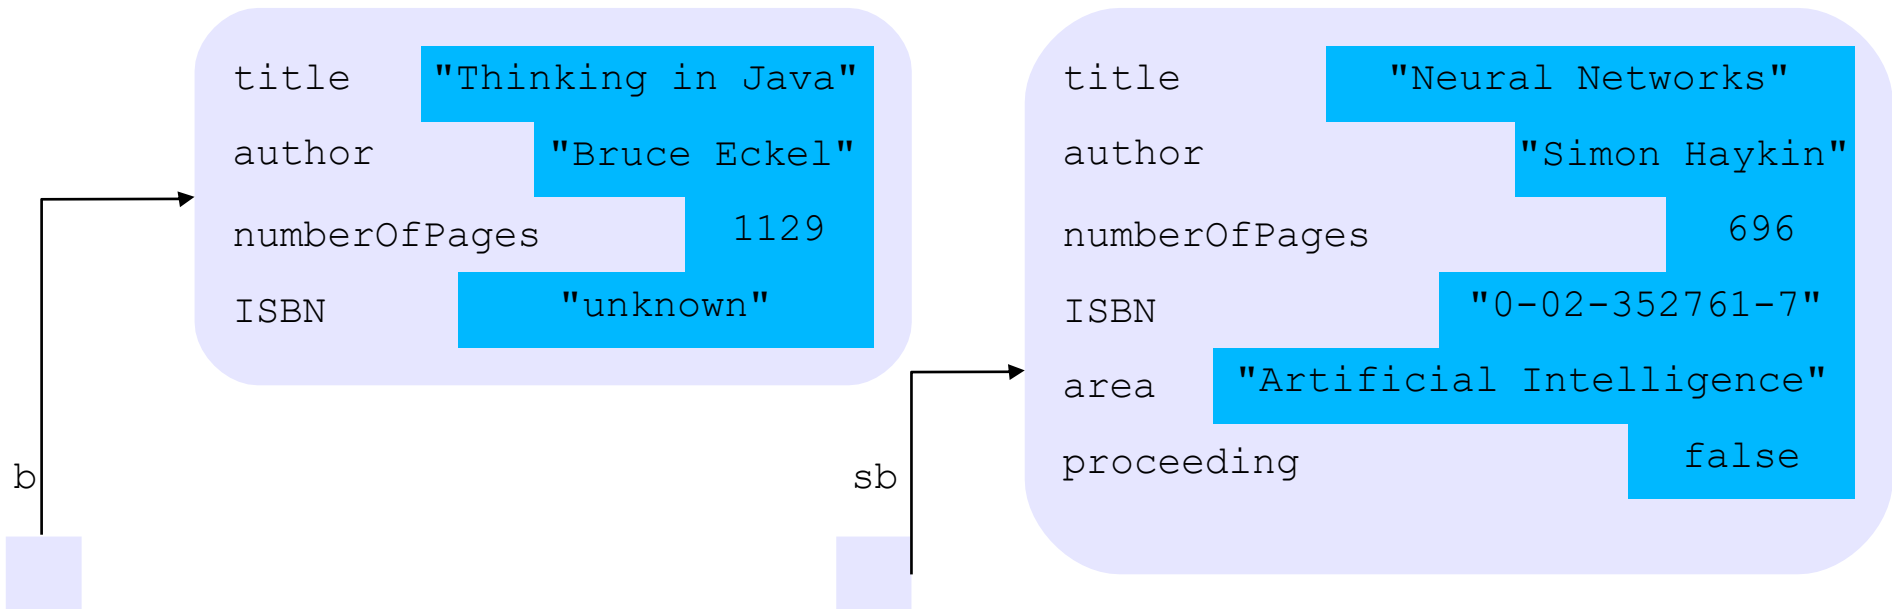 title "Thinking in Java"
author "Bruce Eckel"
numberOfPages 1129
ISBN "unknown"
b
title "Neural Networks"
author "Simon Haykin"
numberOfPages 696
ISBN "0-02-352761-7"
area "Artificial Intelligence"
proceeding false
sb